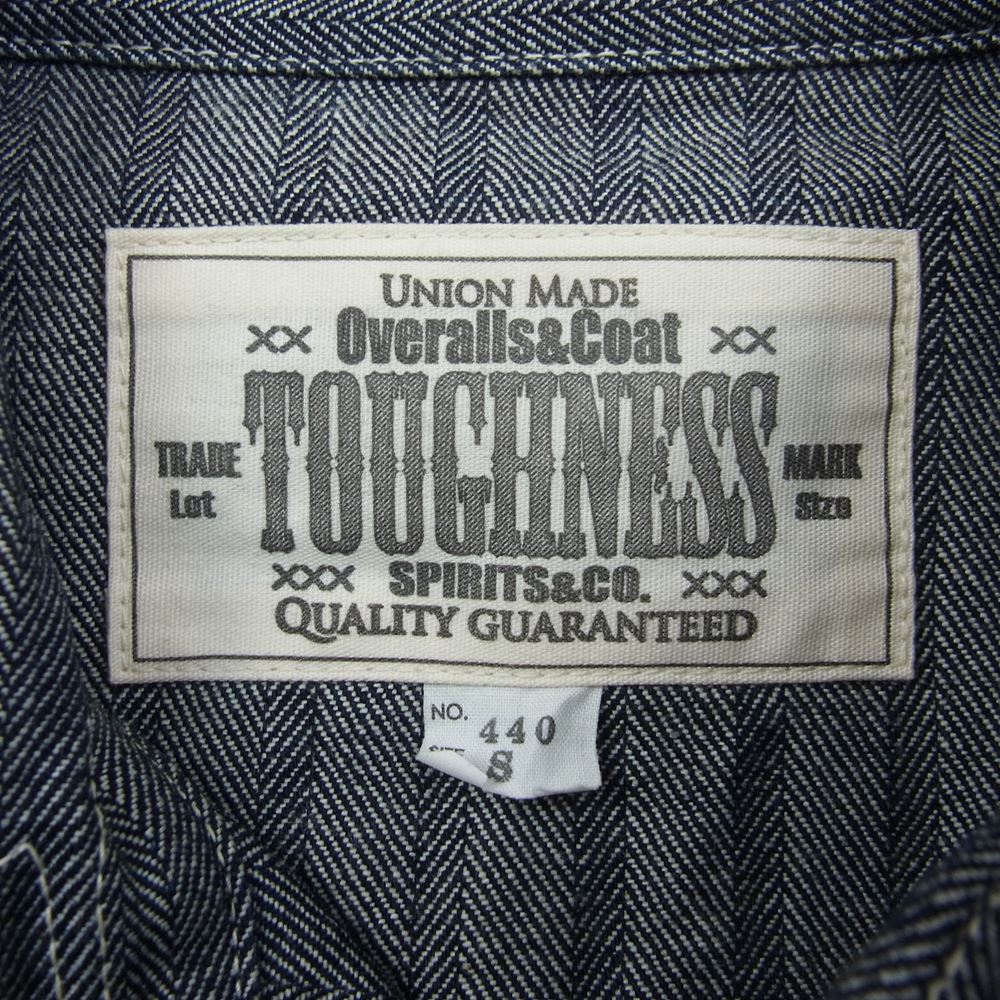 UNION MADE
XX Overalls&Coat XX
TOUGHNESS
TRADE MARK
Lot Size
XXX SPIRITS&CO. XXX
QUALITY GUARANTEED
NO. 440
S